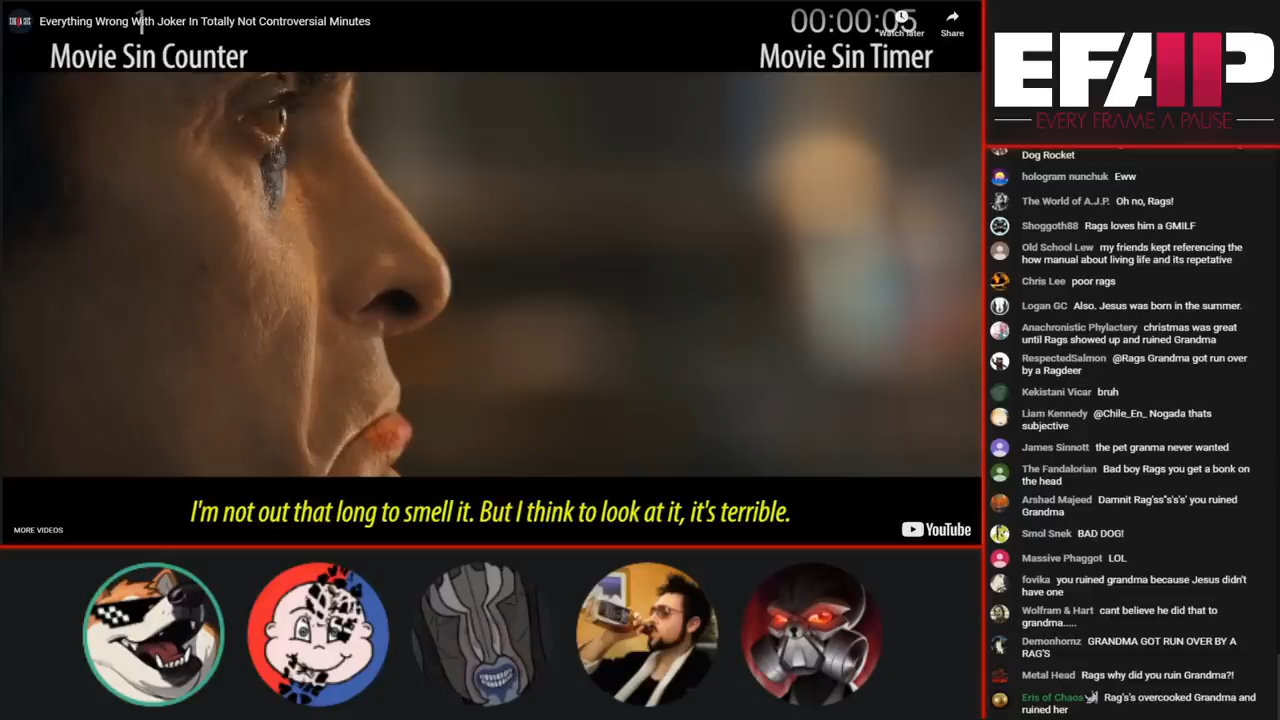 Everything Wrong With Joker In Totally Not Controversial Minutes
1
00:00:05
Watch later
Share
Movie Sin Counter
Movie Sin Timer
I'm not out that long to smell it. But I think to look at it, it's terrible.
MORE VIDEOS
YouTube
EFAP
EVERY FRAME A PAUSE
Dog Rocket
hologram nunchuk Eww
The World of A.J.P. Oh no, Rags!
Shoggoth88 Rags loves him a GMILF
Old School Lew my friends kept referencing the
how manual about living life and its repetative
Chris Lee poor rags
Logan GC Also. Jesus was born in the summer.
Anachronistic Phylactery christmas was great
until Rags showed up and ruined Grandma
RespectedSalmon @Rags Grandma got run over
by a Ragdeer
Kekistani Vicar bruh
Liam Kennedy @Chile_En_ Nogada thats
subjective
James Sinnott the pet granma never wanted
The Fandalorian Bad boy Rags you get a bonk on
the head
Arshad Majeed Damnit Rag'ss"s's's' you ruined
Grandma
Smol Snek BAD DOG!
Massive Phaggot LOL
fovika you ruined grandma because Jesus didn't
have one
Wolfram & Hart cant believe he did that to
grandma.....
Demonhornz GRANDMA GOT RUN OVER BY A
RAG'S
Metal Head Rags why did you ruin Grandma?!
Eris of Chaos Rag's's overcooked Grandma and
ruined her